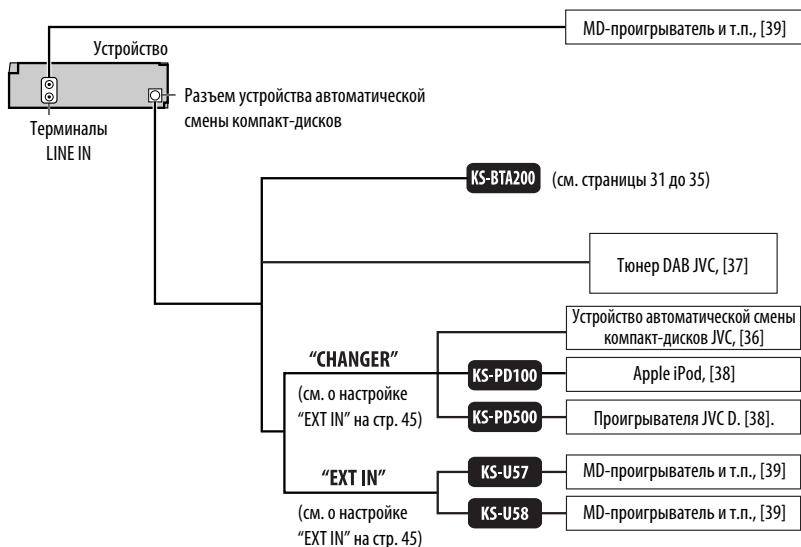 MD-проигрыватель и т.п., [39]
Устройство
Разъем устройства автоматической
смены компакт-дисков
Терминалы
LINE IN
KS-BTA200 (см. страницы 31 до 35)
Тюнер DAB JVC, [37]
Устройство автоматической смены
компакт-дисков JVC, [36]
“CHANGER”
(см. о настройке
“EXT IN” на стр. 45)
KS-PD100
Apple iPod, [38]
KS-PD500
Проигрывателя JVC D. [38].
“EXT IN”
(см. о настройке
“EXT IN” на стр. 45)
KS-U57
MD-проигрыватель и т.п., [39]
KS-U58
MD-проигрыватель и т.п., [39]